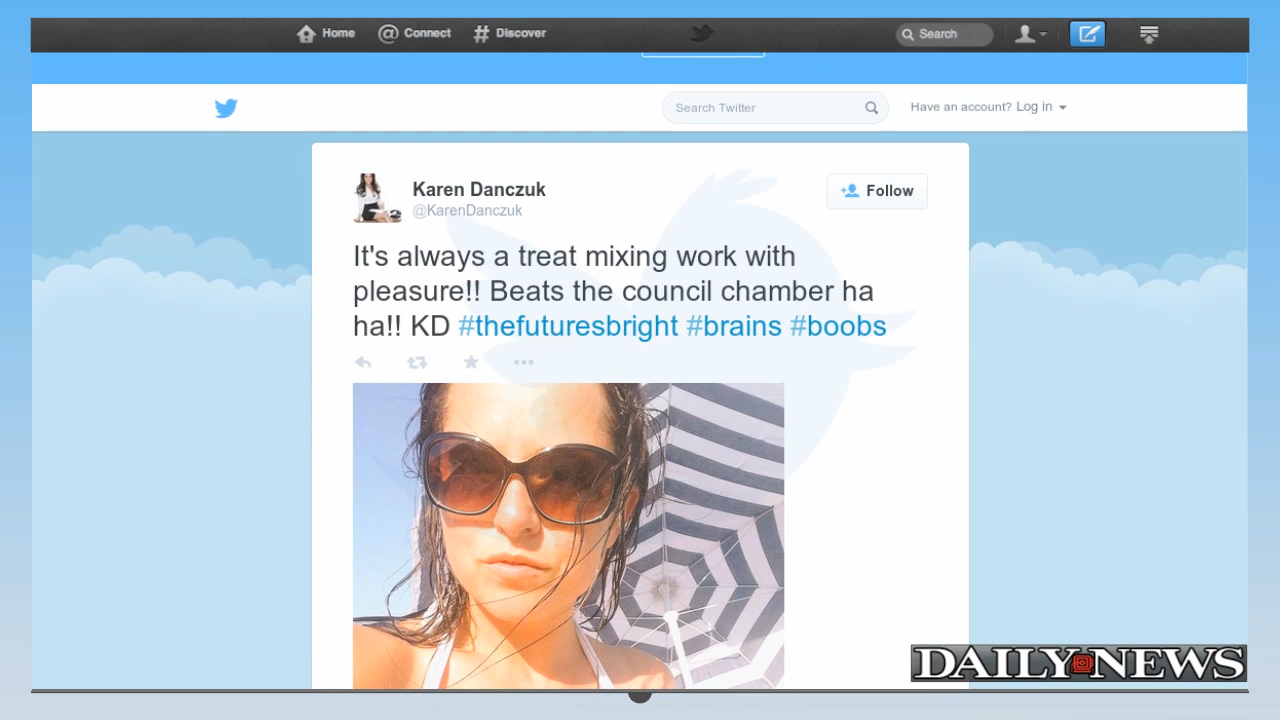 Home @ Connect # Discover Search
Search Twitter Have an account? Log in
Karen Danczuk
@KarenDanczuk
Follow
It's always a treat mixing work with
pleasure!! Beats the council chamber ha
ha!! KD #thefuturesbright #brains #boobs
DAILY NEWS